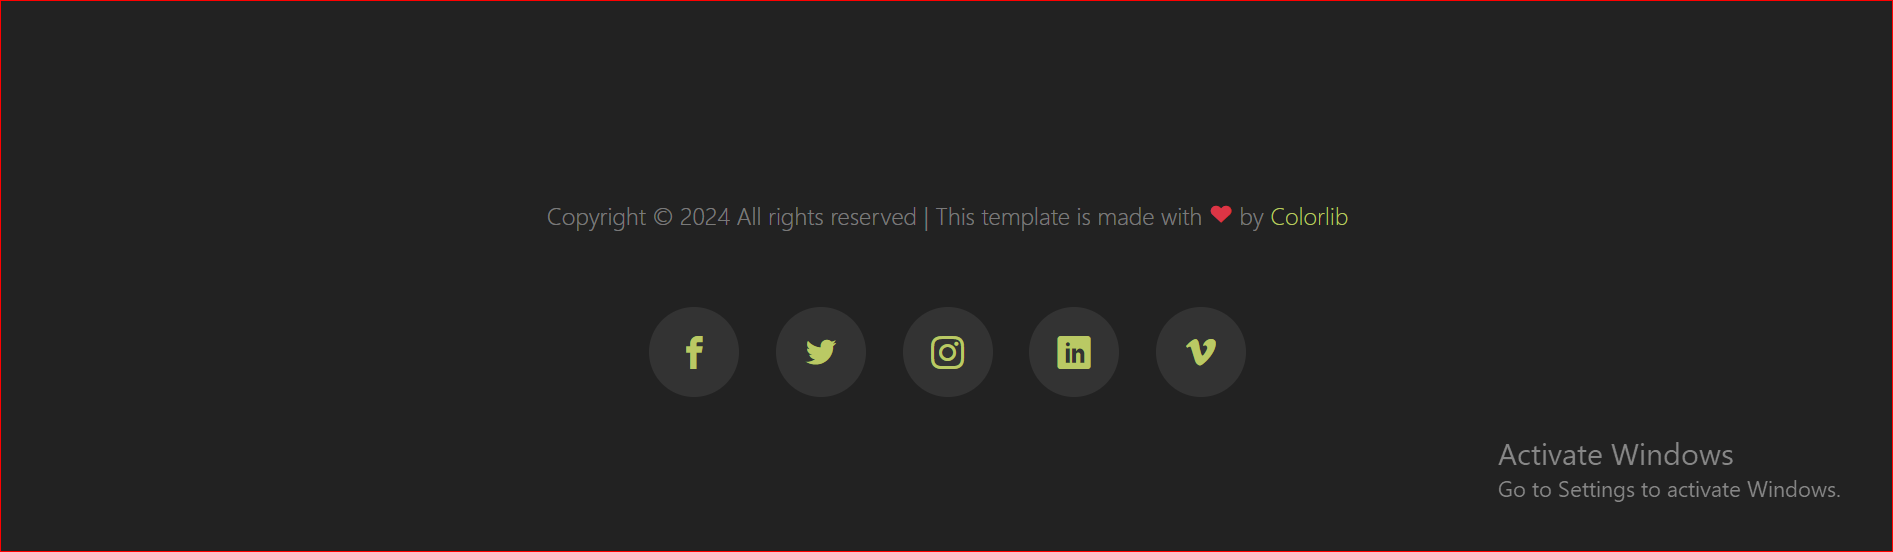 Copyright © 2024 All rights reserved | This template is made with ❤ by Colorlib
Activate Windows
Go to Settings to activate Windows.